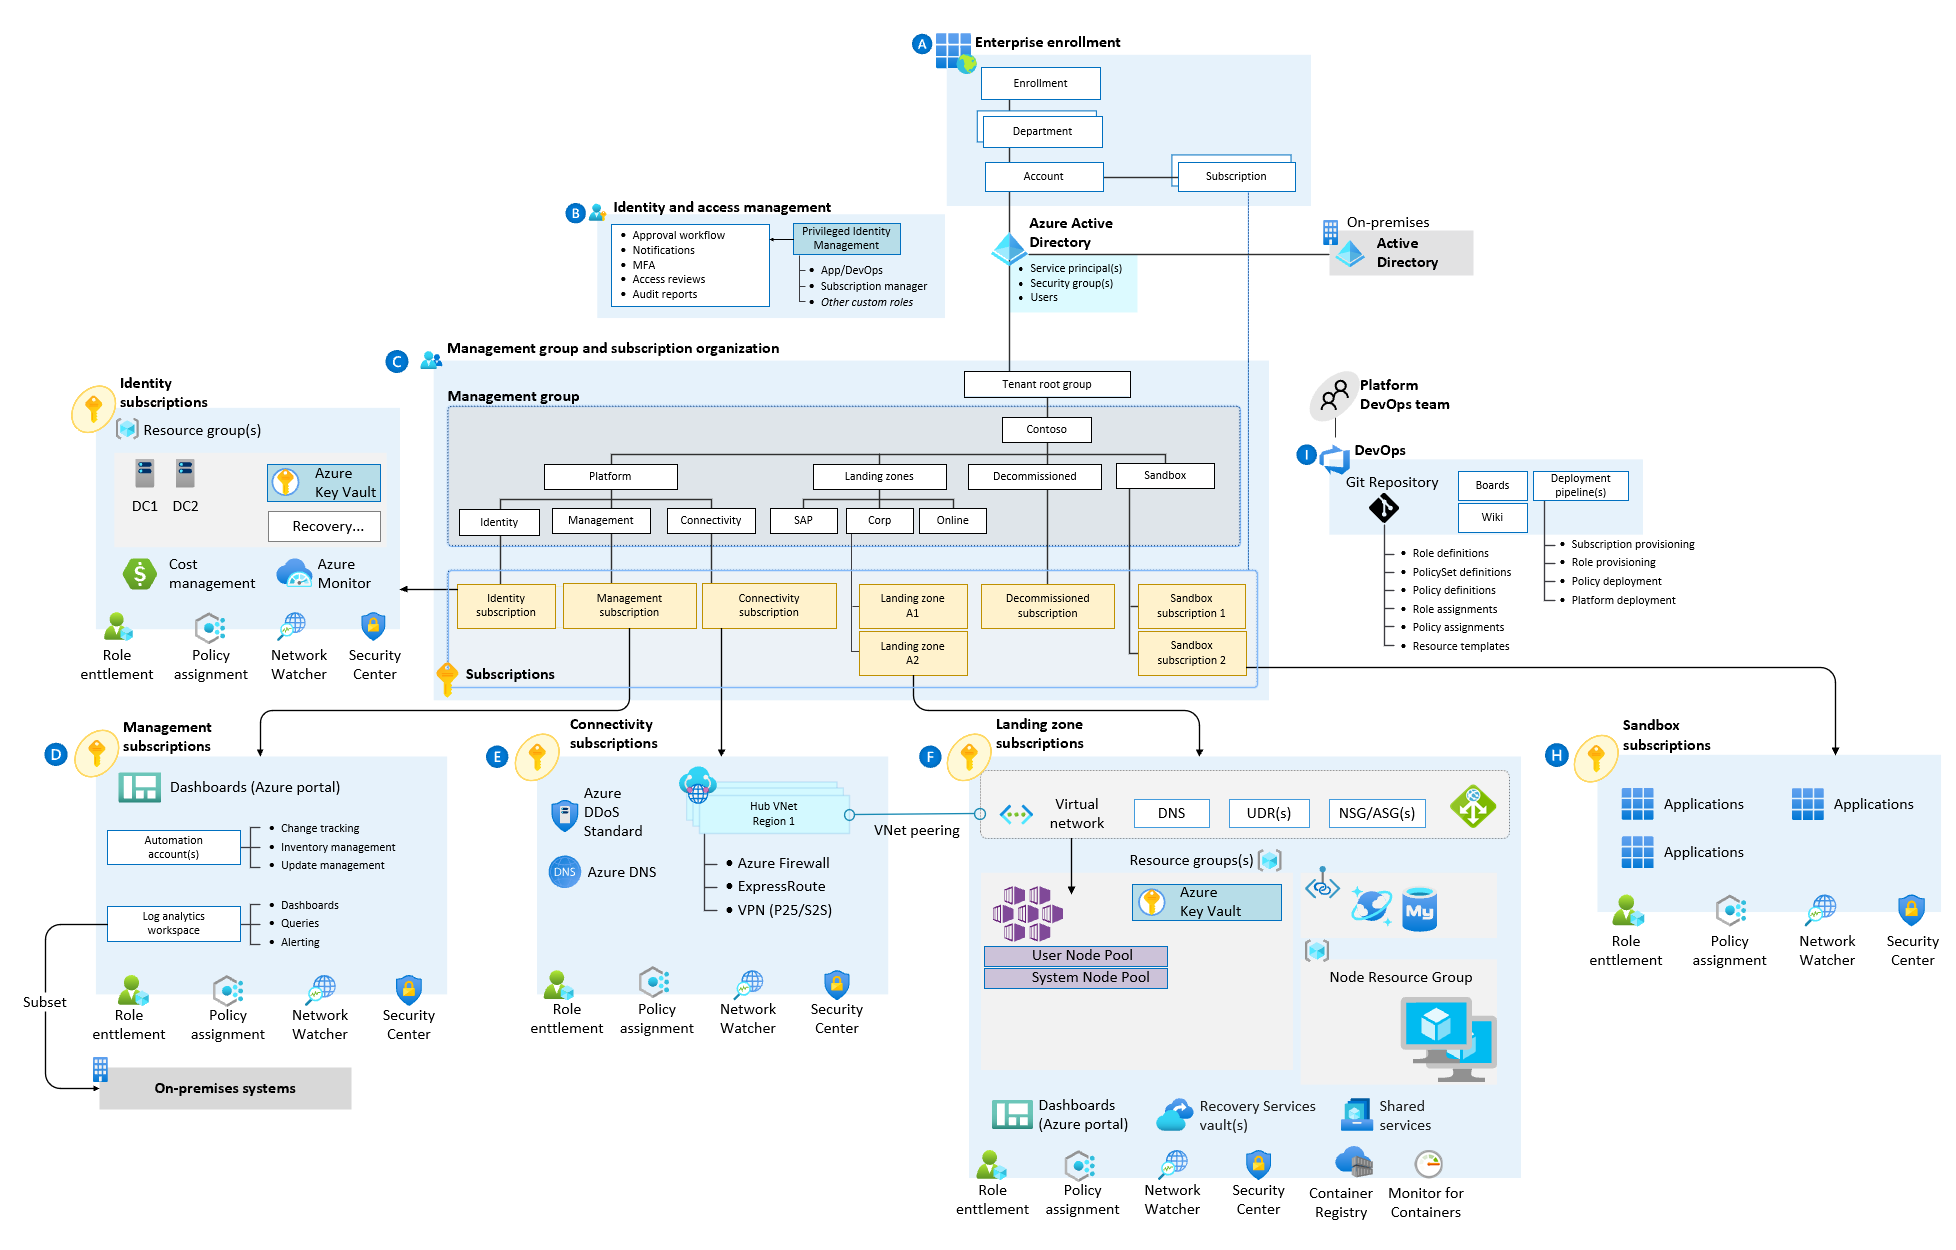 A
Enterprise enrollment
Enrollment
Department
Account
Subscription
B
Identity and access management
Approval workflow
Notifications
MFA
Access reviews
Audit reports
Privileged Identity
Management
App/DevOps
Subscription manager
Other custom roles
Azure Active
Directory
Service principal(s)
Security group(s)
Users
On-premises
Active
Directory
C
Management group and subscription organization
Tenant root group
Management group
Contoso
Platform
Landing zones
Decommissioned
Sandbox
Identity
Management
Connectivity
SAP
Corp
Online
Identity
subscription
Management
subscription
Connectivity
subscription
Landing zone
A1
Landing zone
A2
Decommissioned
subscription
Sandbox
subscription 1
Sandbox
subscription 2
Subscriptions
Identity
subscriptions
Resource group(s)
DC1
DC2
Azure
Key Vault
Recovery...
Cost
management
Azure
Monitor
Role
enttlement
Policy
assignment
Network
Watcher
Security
Center
Platform
DevOps team
I
DevOps
Git Repository
Boards
Wiki
Deployment
pipeline(s)
Role definitions
PolicySet definitions
Policy definitions
Role assignments
Policy assignments
Resource templates
Subscription provisioning
Role provisioning
Policy deployment
Platform deployment
D
Management
subscriptions
Dashboards (Azure portal)
Automation
account(s)
Change tracking
Inventory management
Update management
Log analytics
workspace
Dashboards
Queries
Alerting
Subset
Role
enttlement
Policy
assignment
Network
Watcher
Security
Center
On-premises systems
E
Connectivity
subscriptions
Azure
DDoS
Standard
DNS
Azure DNS
Hub VNet
Region 1
Azure Firewall
ExpressRoute
VPN (P25/S2S)
VNet peering
Role
enttlement
Policy
assignment
Network
Watcher
Security
Center
F
Landing zone
subscriptions
Virtual
network
DNS
UDR(s)
NSG/ASG(s)
Resource groups(s)
Azure
Key Vault
User Node Pool
System Node Pool
My
Node Resource Group
Dashboards
(Azure portal)
Recovery Services
vault(s)
Shared
services
Role
enttlement
Policy
assignment
Network
Watcher
Security
Center
Container
Registry
Monitor for
Containers
H
Sandbox
subscriptions
Applications
Applications
Applications
Role
enttlement
Policy
assignment
Network
Watcher
Security
Center